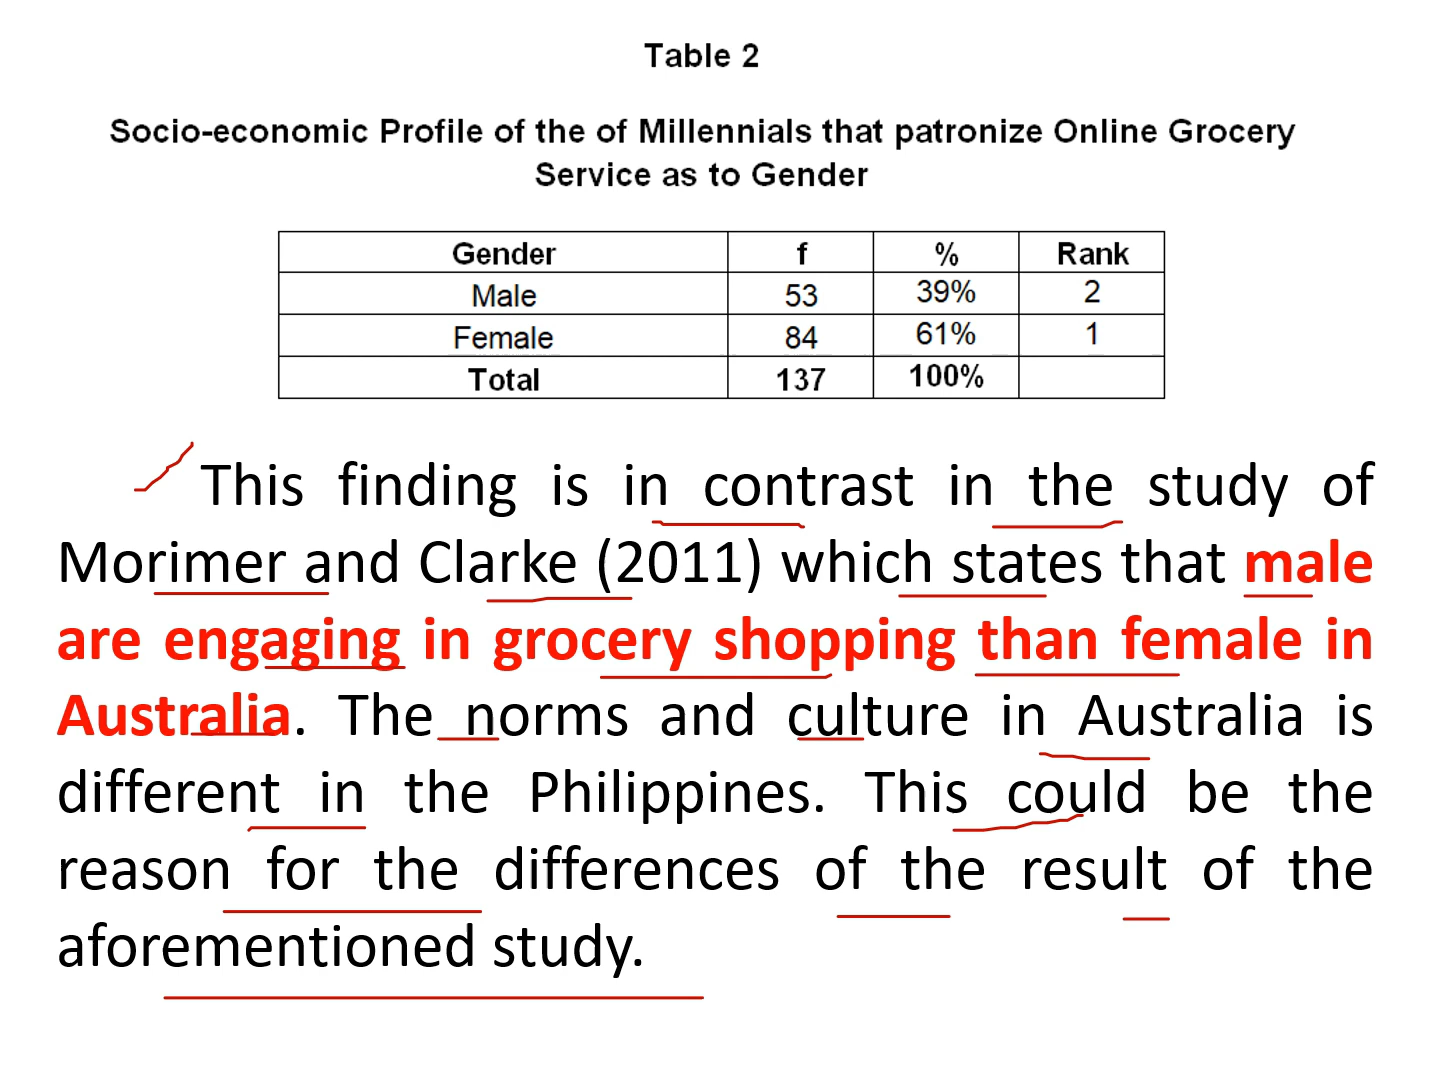 Table 2
Socio-economic Profile of the of Millennials that patronize Online Grocery
Service as to Gender
Gender f % Rank
Male 53 39% 2
Female 84 61% 1
Total 137 100%
This finding is in contrast in the study of
Morimer and Clarke (2011) which states that male
are engaging in grocery shopping than female in
Australia. The norms and culture in Australia is
different in the Philippines. This could be the
reason for the differences of the result of the
aforementioned study.